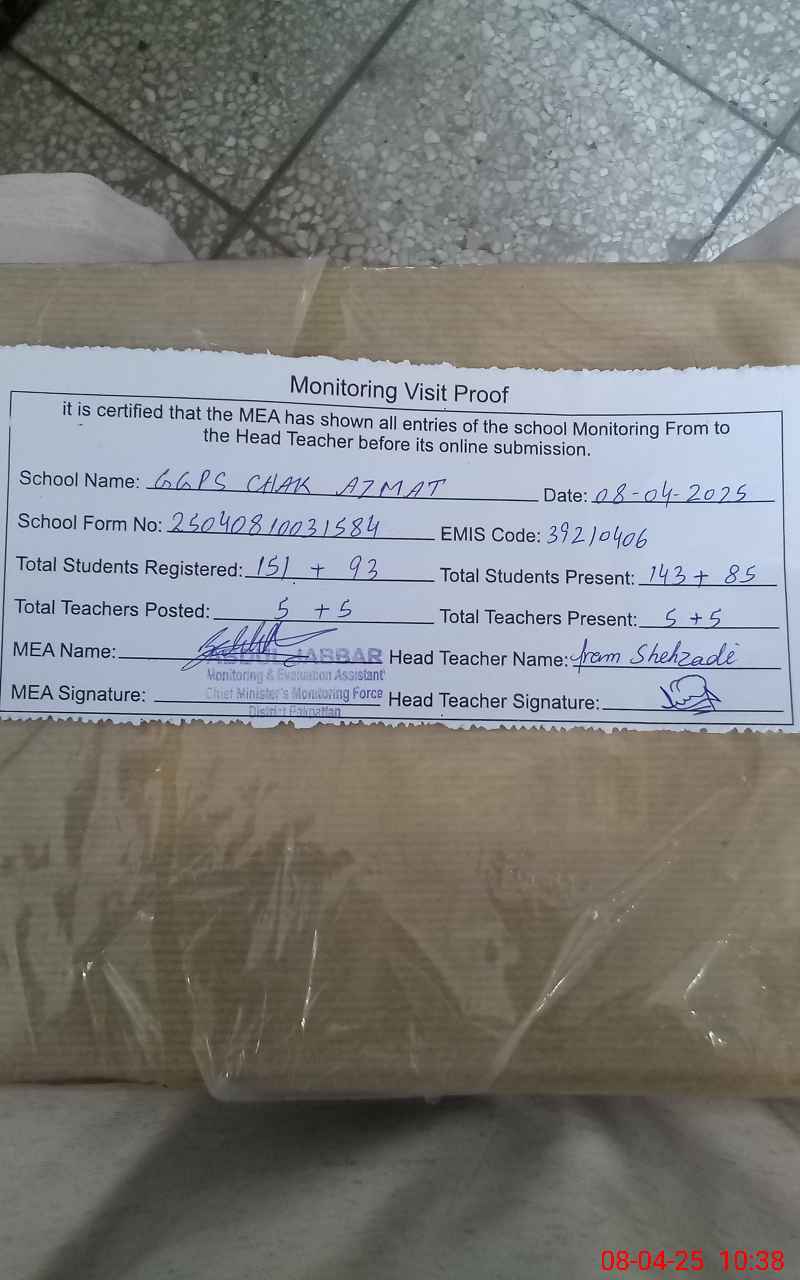 Monitoring Visit Proof
it is certified that the MEA has shown all entries of the school Monitoring From to
the Head Teacher before its online submission.
School Name: GGPS CHAK AZMAT Date: 08-04-2025
School Form No: 25040810031584 EMIS Code: 39210406
Total Students Registered: 151 + 93 Total Students Present: 143 + 85
Total Teachers Posted: 5 + 5 Total Teachers Present: 5 + 5
MEA Name: ABDUL JABBAR Head Teacher Name: Iram Shehzadi
Monitoring & Evaluation Assistant
MEA Signature: Chief Minister's Monitoring Force Head Teacher Signature:
District Pakpattan
08-04-25 10:38